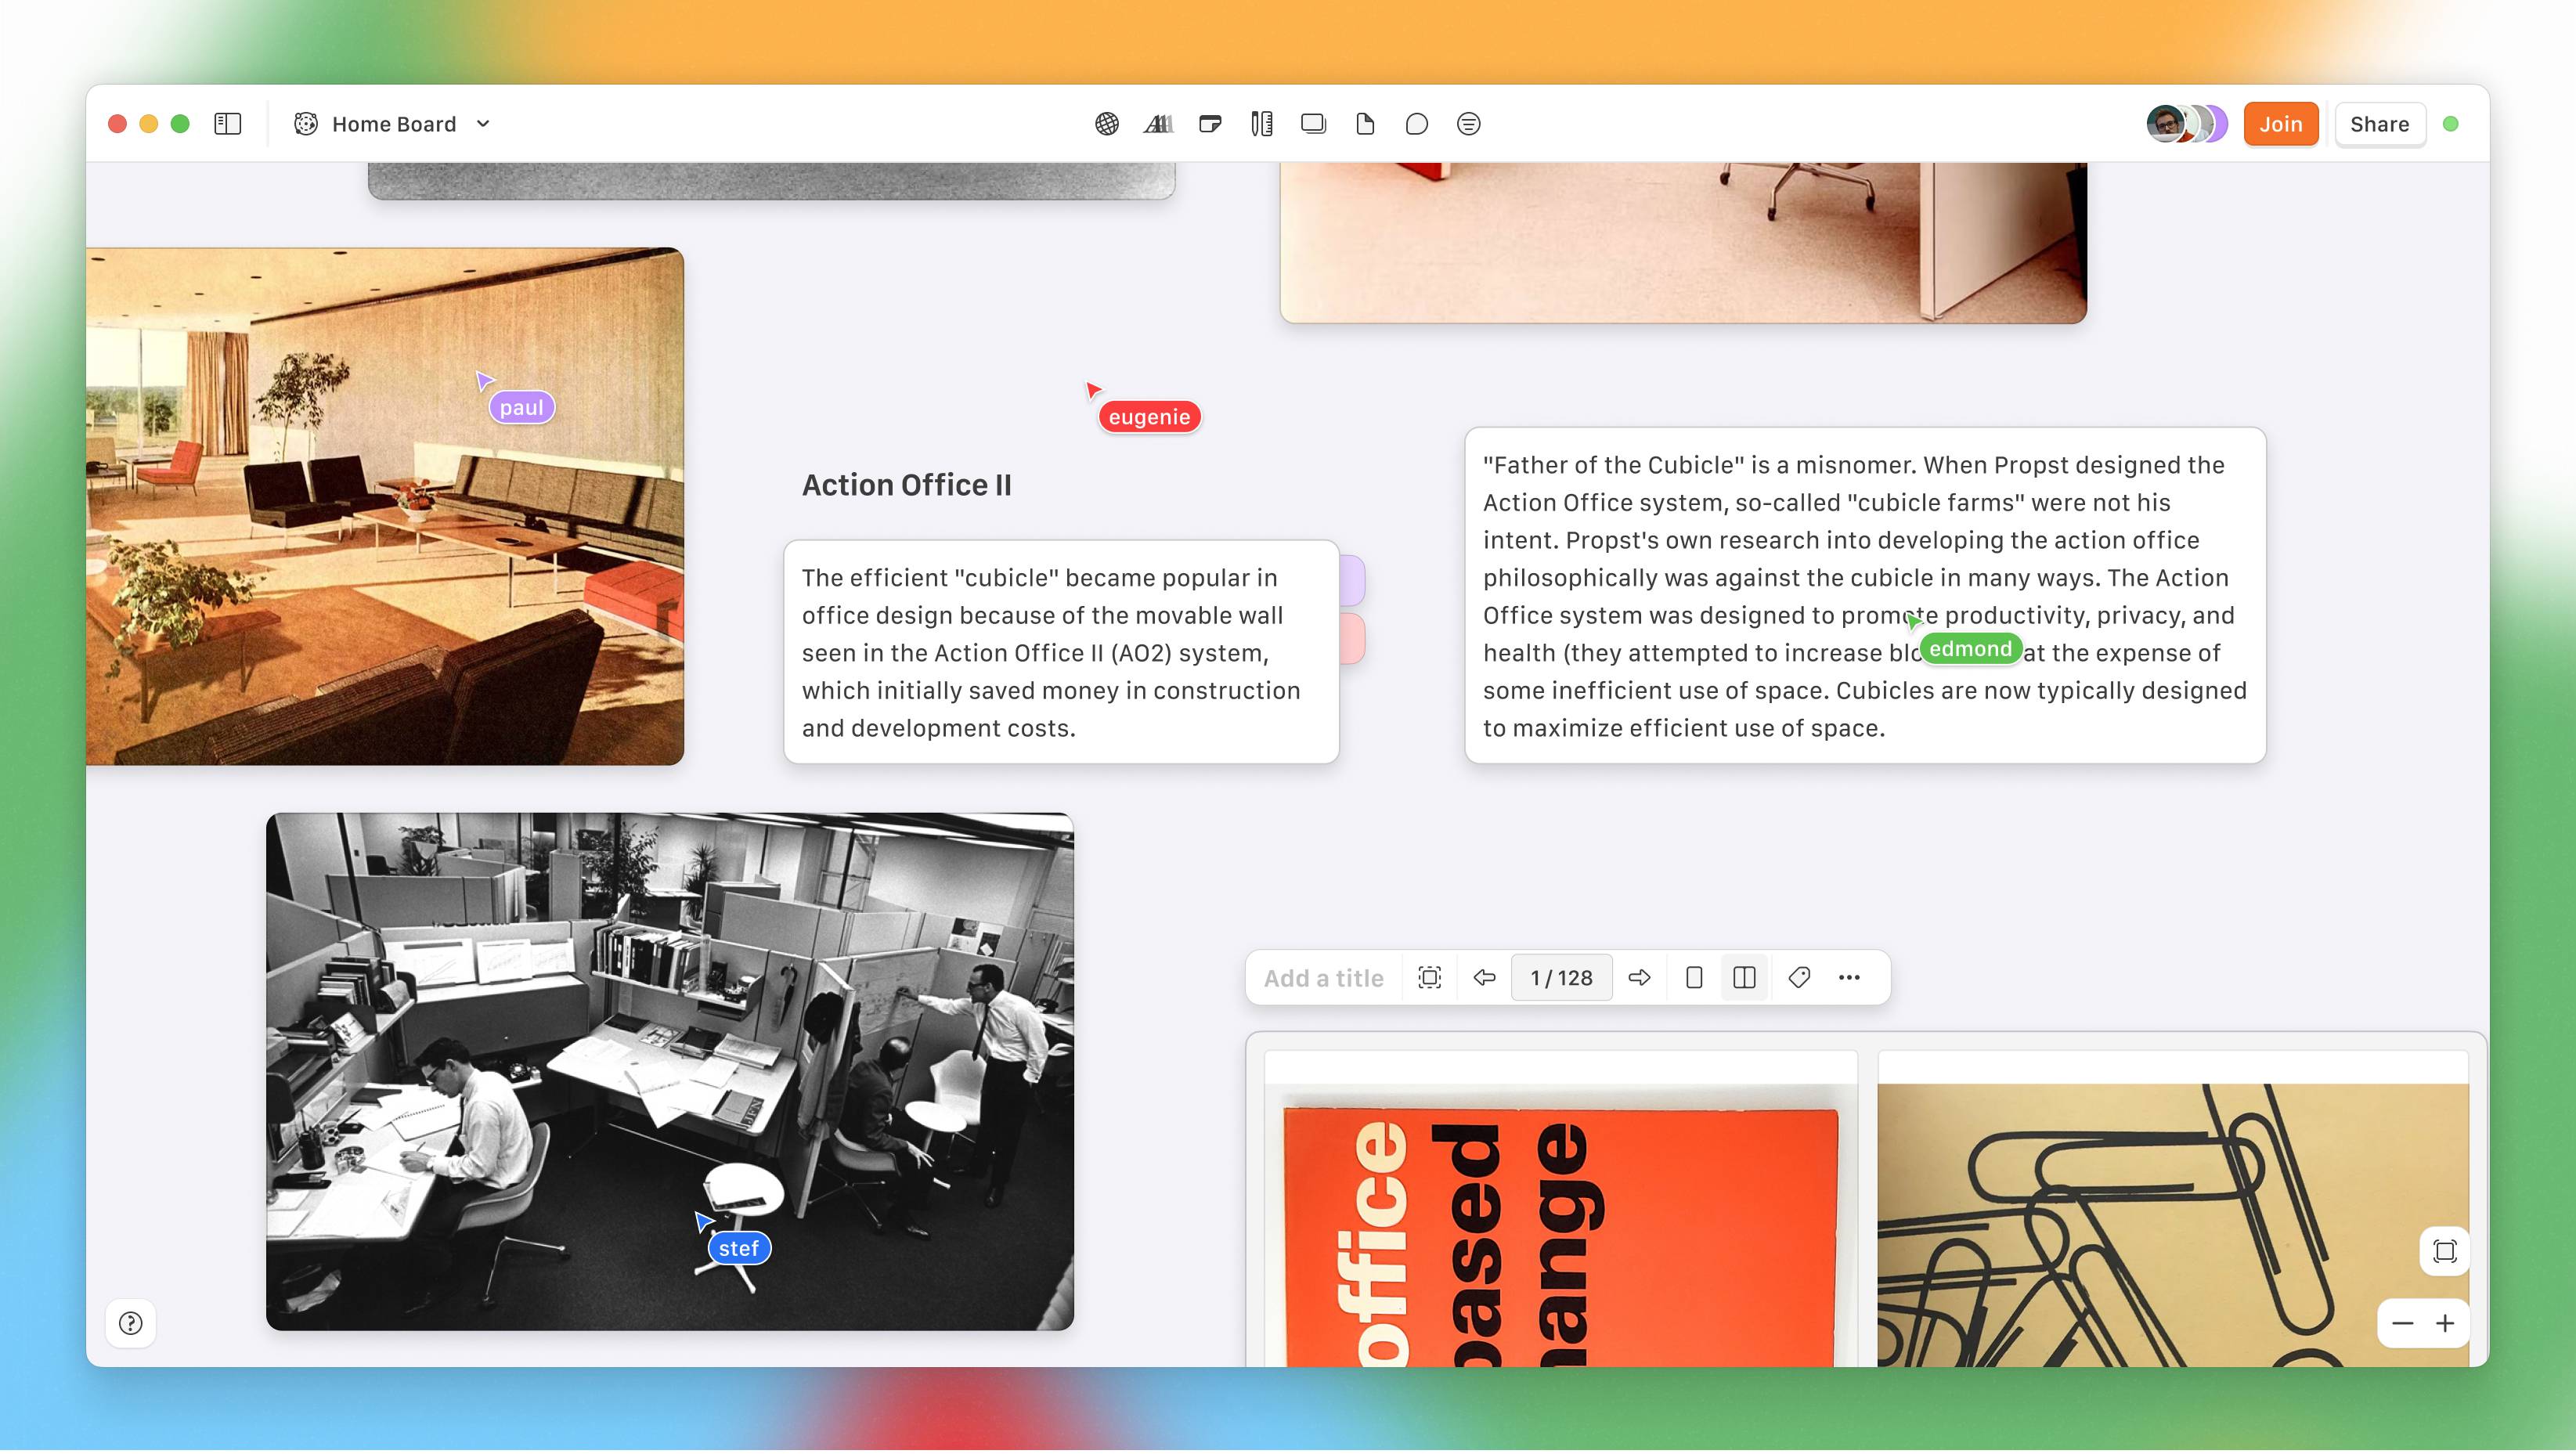 Home Board
Join
Share
paul
eugenie
Action Office II
The efficient "cubicle" became popular in
office design because of the movable wall
seen in the Action Office II (AO2) system,
which initially saved money in construction
and development costs.
"Father of the Cubicle" is a misnomer. When Propst designed the
Action Office system, so-called "cubicle farms" were not his
intent. Propst's own research into developing the action office
philosophically was against the cubicle in many ways. The Action
Office system was designed to promote productivity, privacy, and
health (they attempted to increase blo
edmond
at the expense of
some inefficient use of space. Cubicles are now typically designed
to maximize efficient use of space.
stef
Add a title
1 / 128
office
based
hange